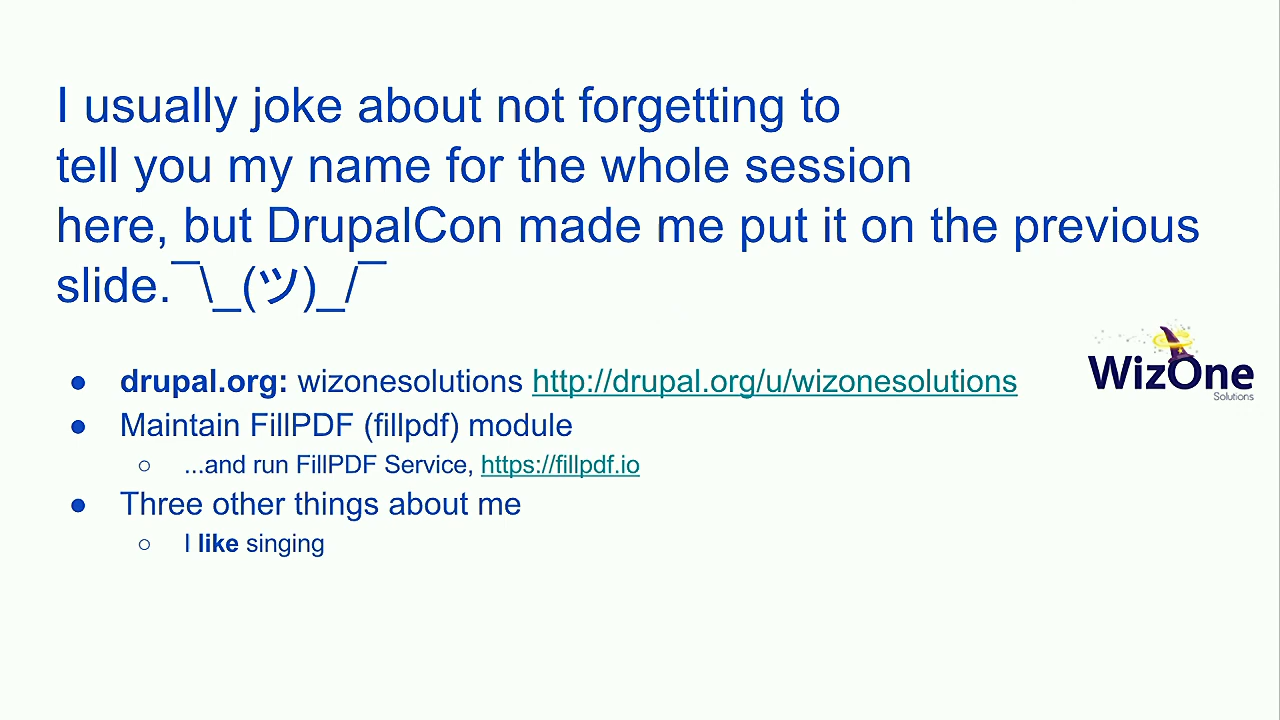 I usually joke about not forgetting to
tell you my name for the whole session
here, but DrupalCon made me put it on the previous
slide.¯\_(ツ)_/¯
● drupal.org: wizonesolutions http://drupal.org/u/wizonesolutions
● Maintain FillPDF (fillpdf) module
○ ...and run FillPDF Service, https://fillpdf.io
● Three other things about me
○ I like singing
WizOne
Solutions